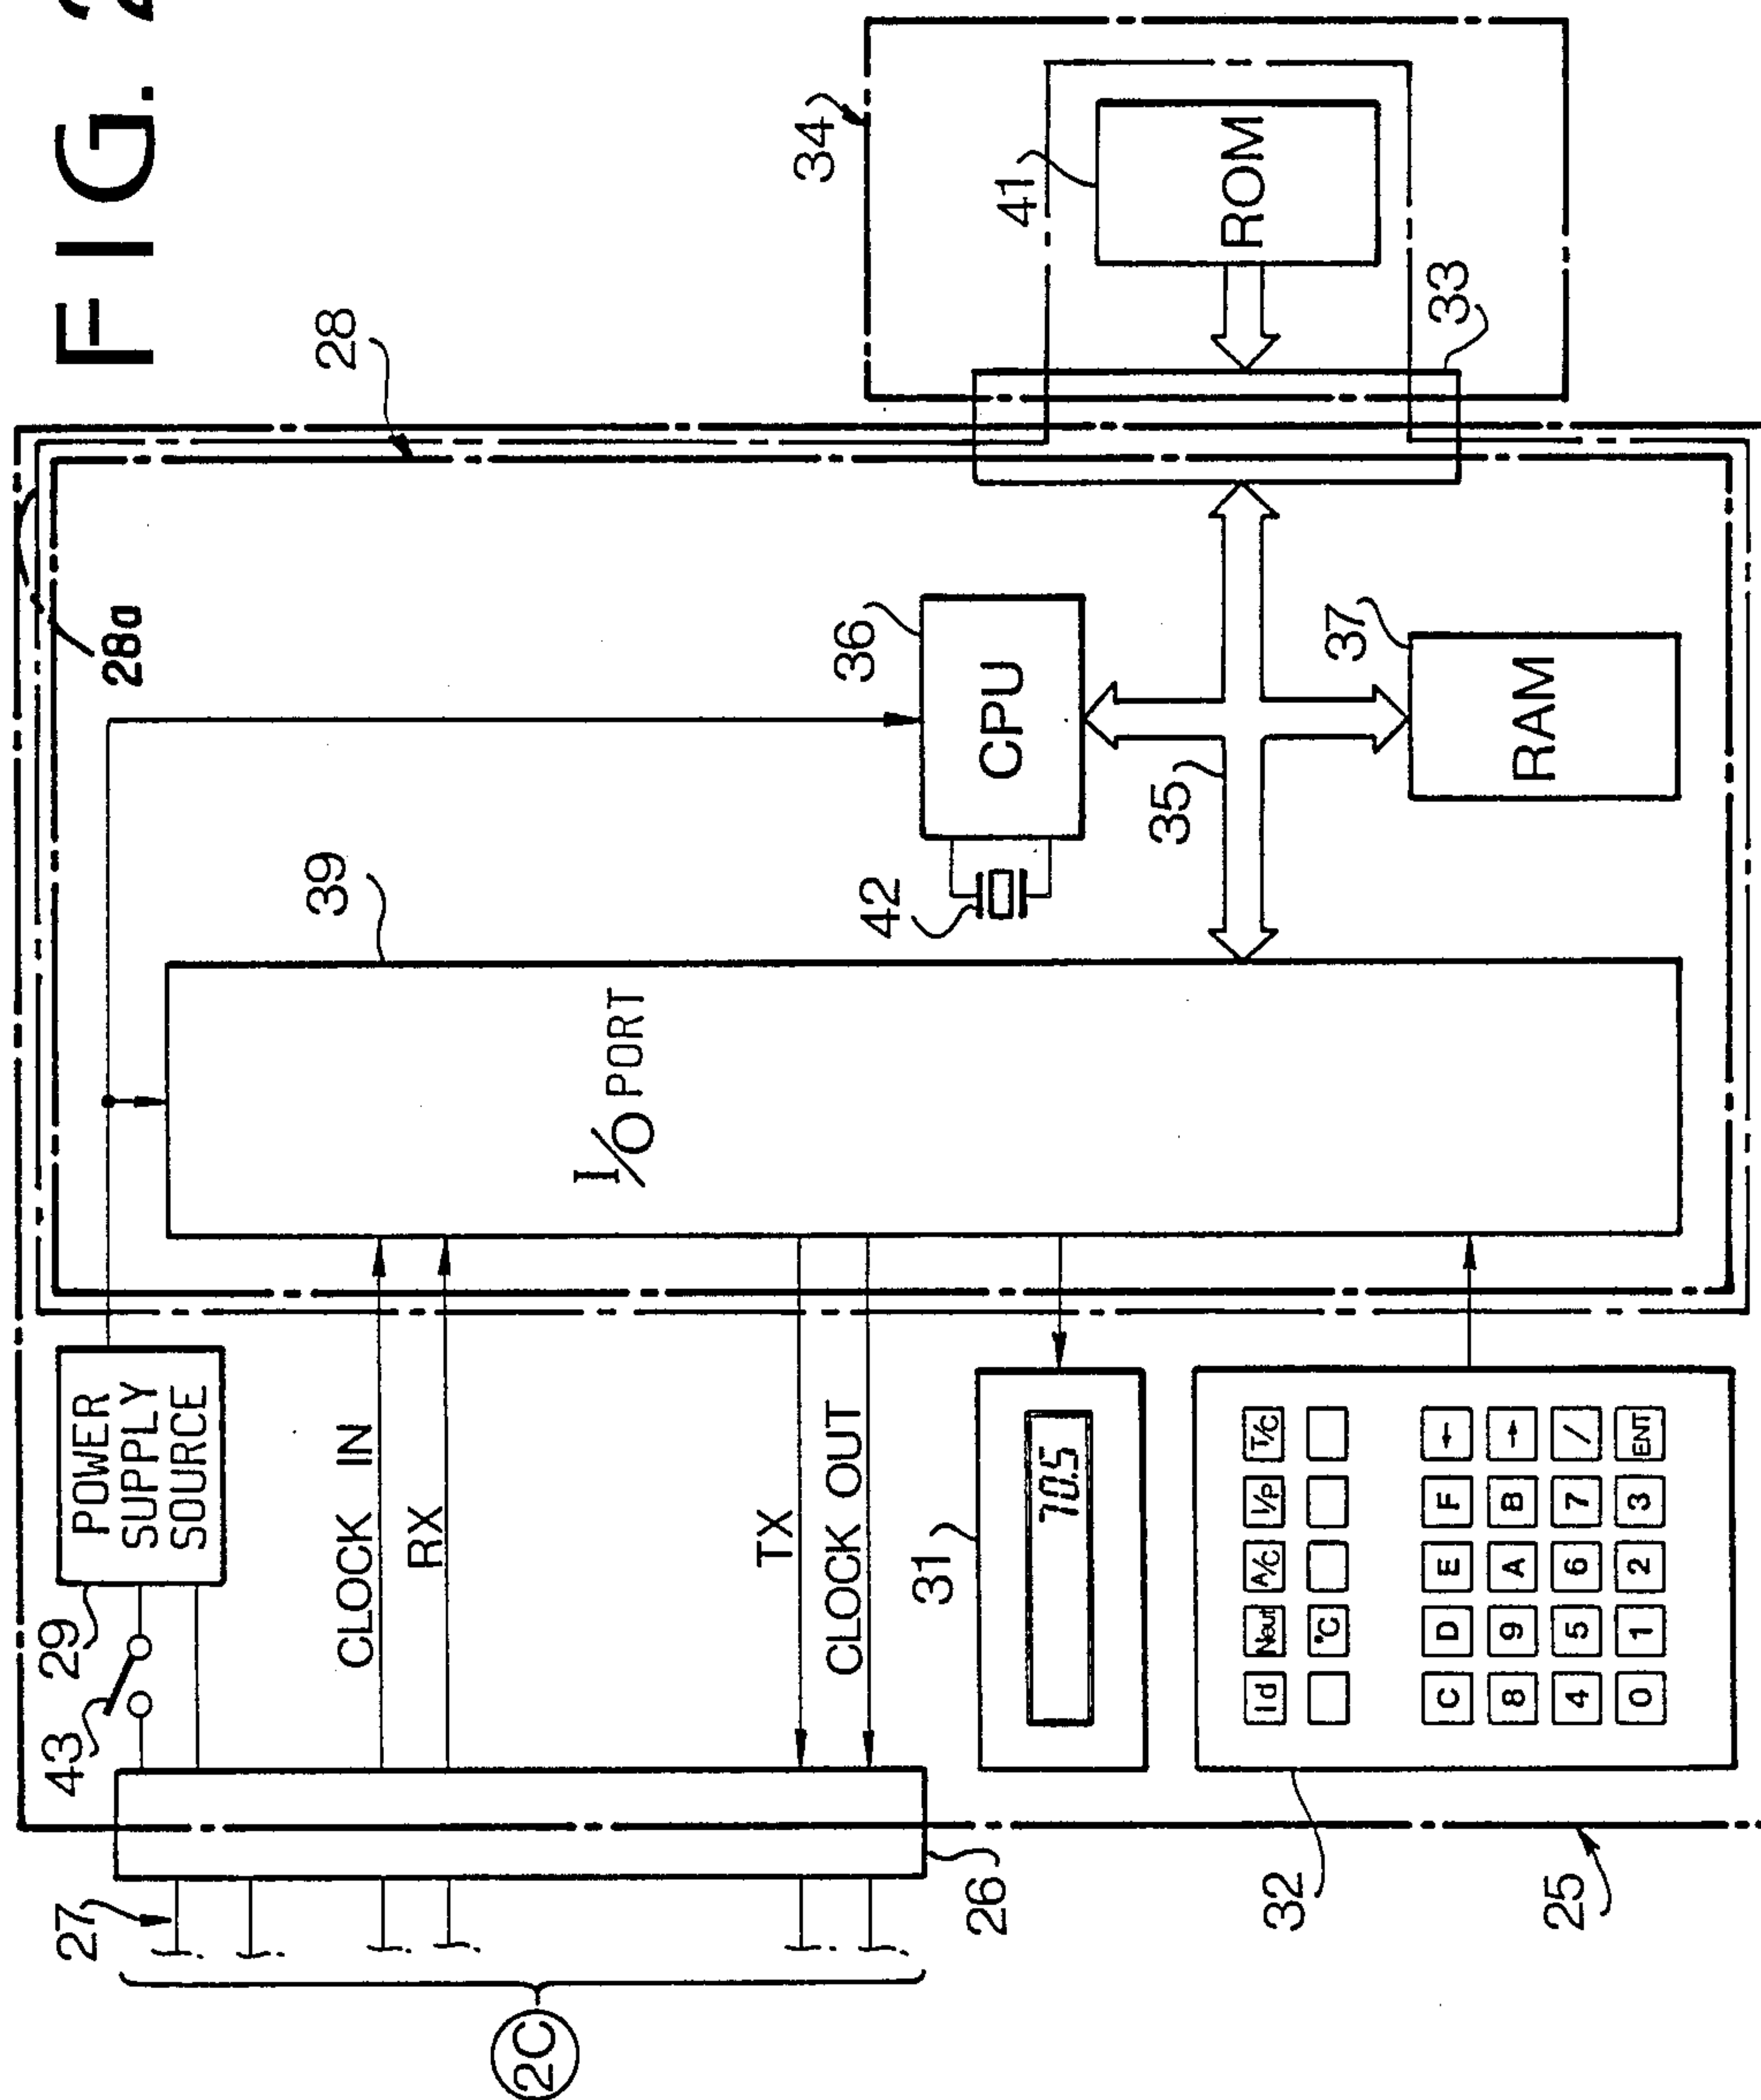 FIG. 2
28
28a
34
41
ROM
33
36
CPU
42
35
37
RAM
39
I/O PORT
43
29
POWER
SUPPLY
SOURCE
CLOCK IN
RX
TX
CLOCK OUT
27
26
2C
31
70.5
32
Id Neut A/C I/P T/C
°C
C D E F ←
8 9 A B →
4 5 6 7 /
0 1 2 3 ENT
25